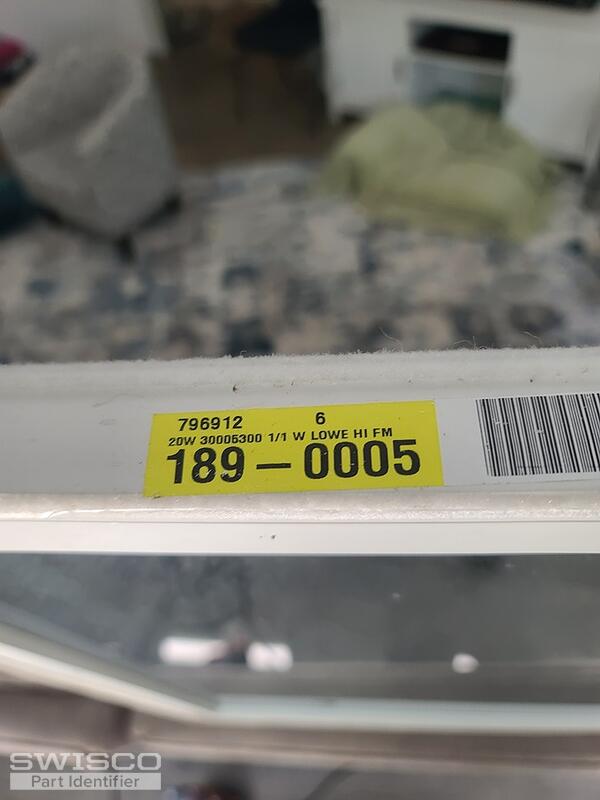 796912 6
20W 30005300 1/1 W LOWE HI FM
189-0005
SWISCO
Part Identifier